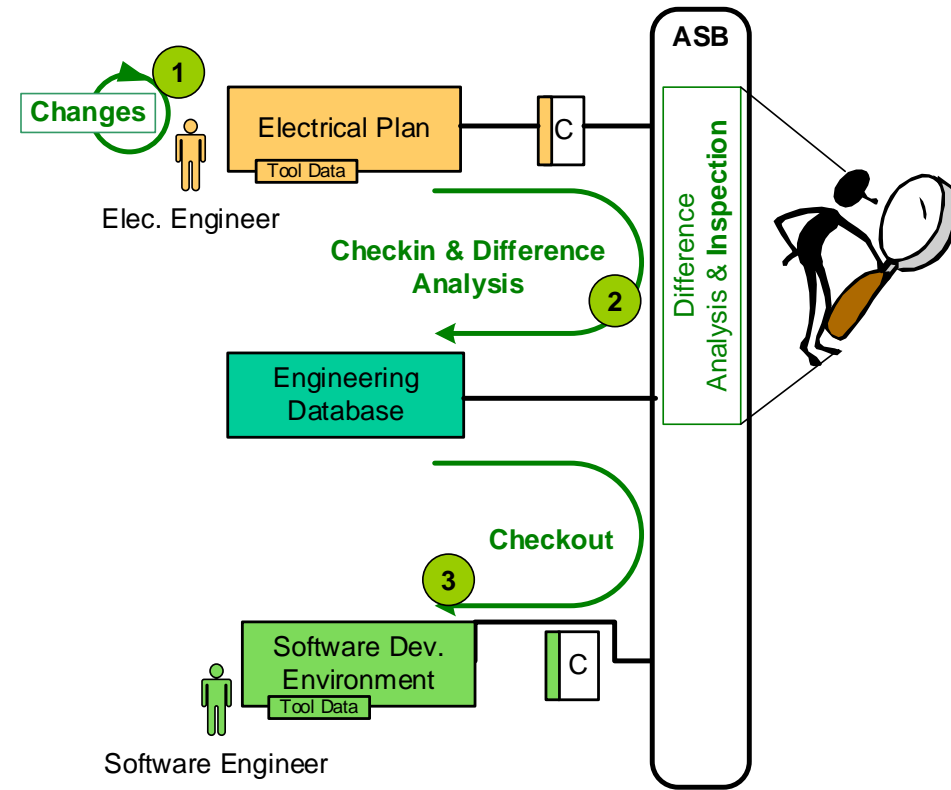 ASB
1
Changes
Electrical Plan
C
Tool Data
Elec. Engineer
Checkin & Difference
Analysis
2
Difference
Analysis & Inspection
Engineering
Database
Checkout
3
Software Dev.
Environment
C
Tool Data
Software Engineer